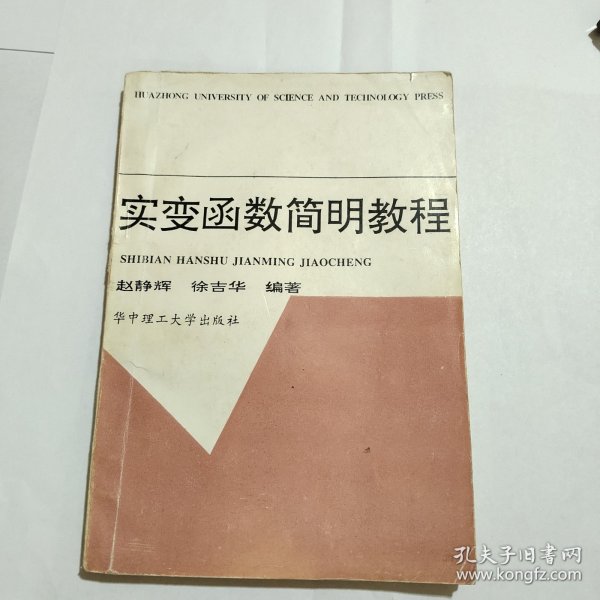 HUAZHONG UNIVERSITY OF SCIENCE AND TECHNOLOGY PRESS
实变函数简明教程
SHIBIAN HANSHU JIANMING JIAOCHENG
赵静辉 徐吉华 编著
华中理工大学出版社
孔夫子旧书网
www.kongfz.com